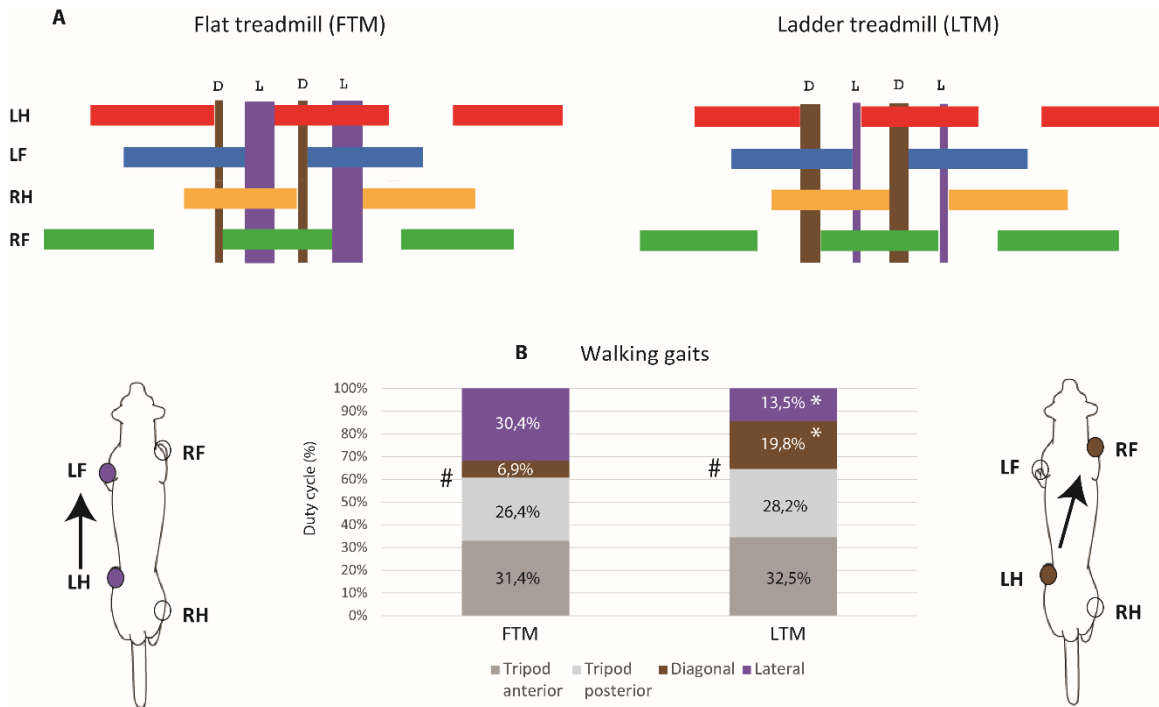 A
Flat treadmill (FTM)
Ladder treadmill (LTM)
D L D L
D L D L
LH
LF
RH
RF
B Walking gaits
Duty cycle (%)
100%
90%
80%
70%
60%
50%
40%
30%
20%
10%
0%
30,4%
6,9%
#
26,4%
31,4%
13,5% *
19,8% *
#
28,2%
32,5%
FTM
LTM
Tripod anterior
Tripod posterior
Diagonal
Lateral
RF
LF
LH
RH
RF
LF
LH
RH